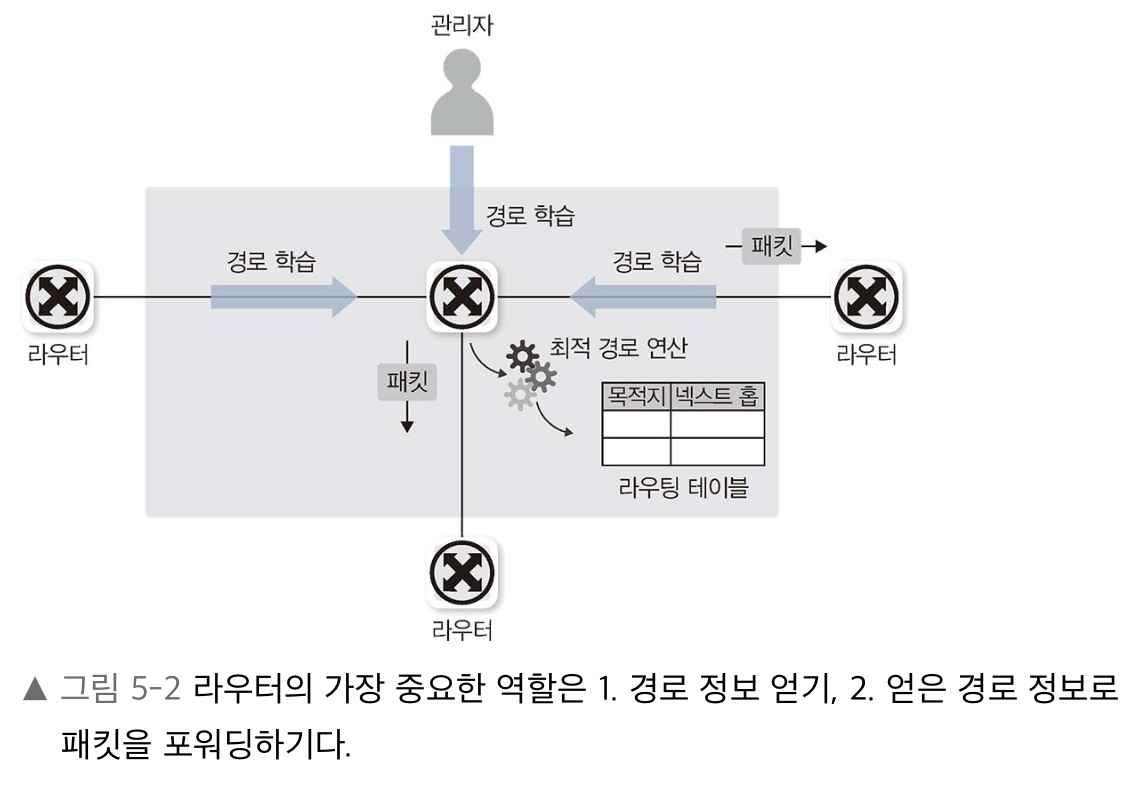 관리자
경로 학습
경로 학습
경로 학습
패킷
라우터
라우터
최적 경로 연산
패킷
목적지 넥스트 홉
라우팅 테이블
라우터
▲ 그림 5-2 라우터의 가장 중요한 역할은 1. 경로 정보 얻기, 2. 얻은 경로 정보로
패킷을 포워딩하기다.